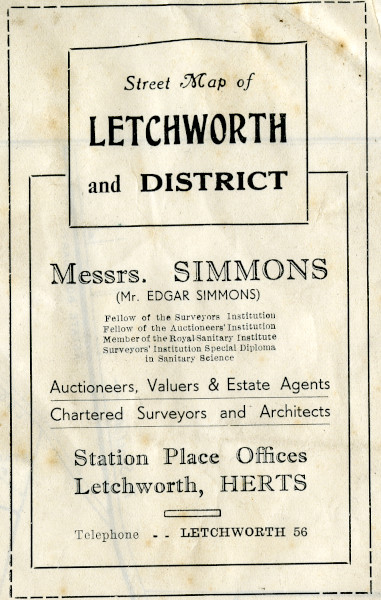 Street Map of
LETCHWORTH
and DISTRICT
Messrs. SIMMONS
(Mr. EDGAR SIMMONS)
Fellow of the Surveyors Institution
Fellow of the Auctioneers' Institution
Member of the Royal Sanitary Institute
Surveyors' Institution Special Diploma
in Sanitary Science
Auctioneers, Valuers & Estate Agents
Chartered Surveyors and Architects
Station Place Offices
Letchworth, HERTS
Telephone - - LETCHWORTH 56